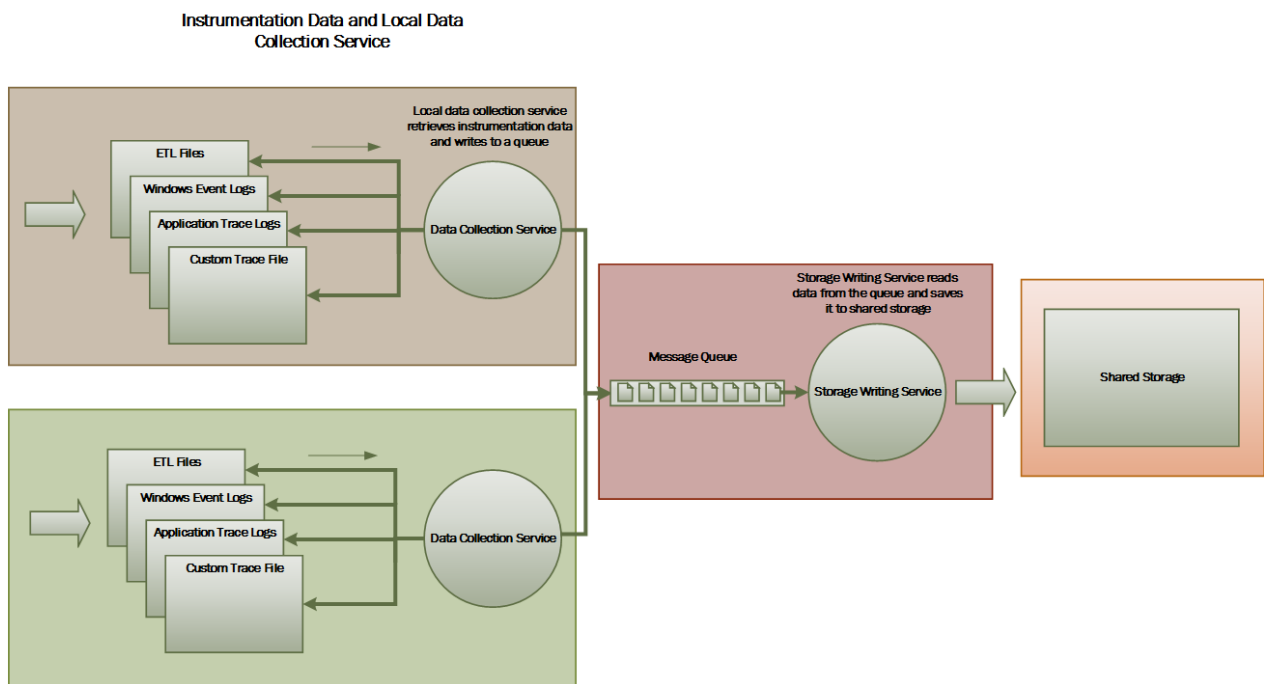 Instrumentation Data and Local Data
Collection Service
Local data collection service
retrieves instrumentation data
and writes to a queue
ETL Files
Windows Event Logs
Application Trace Logs
Custom Trace File
Data Collection Service
Storage Writing Service reads
data from the queue and saves
it to shared storage
Message Queue
Storage Writing Service
Shared Storage
ETL Files
Windows Event Logs
Application Trace Logs
Custom Trace File
Data Collection Service